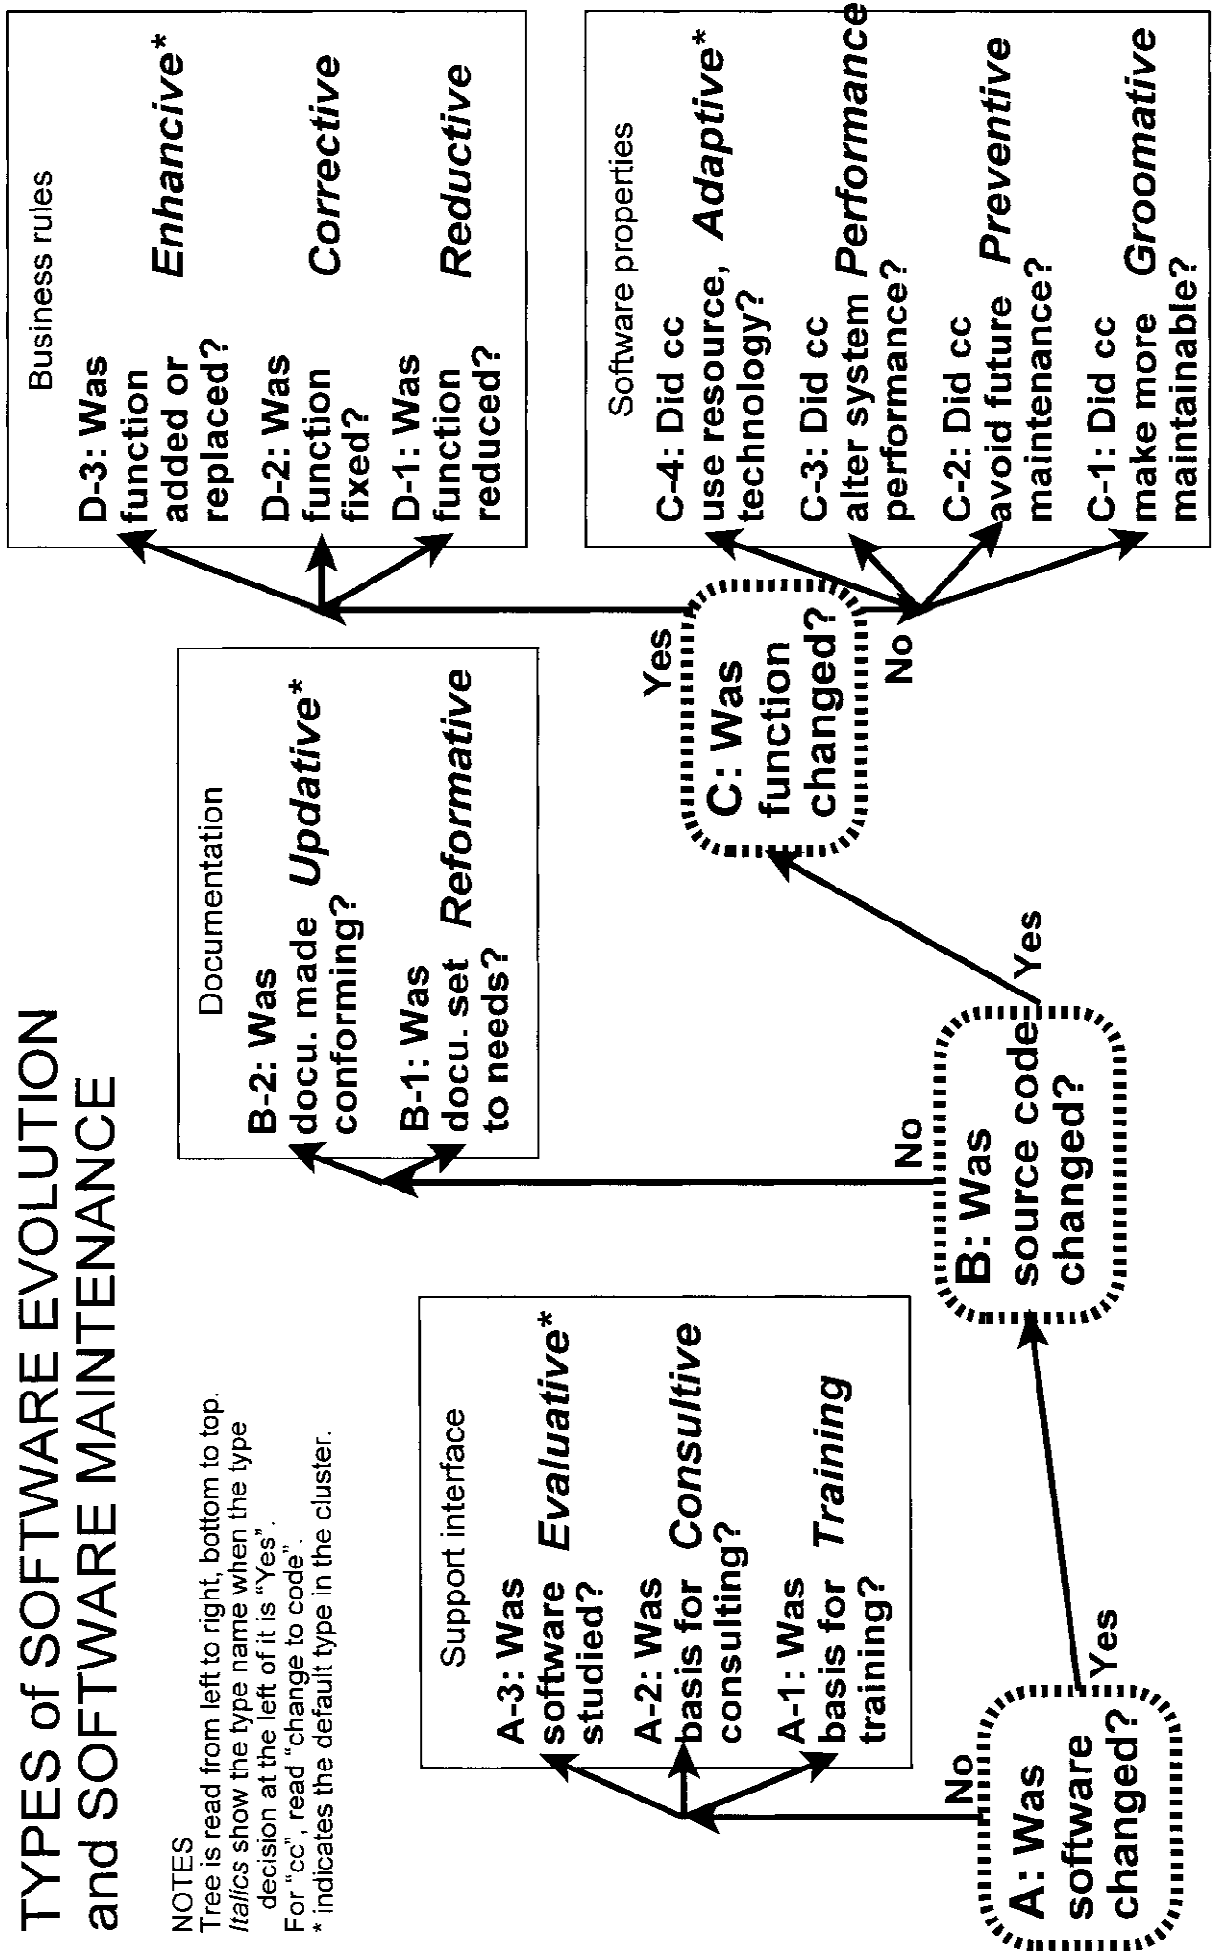 TYPES of SOFTWARE EVOLUTION
and SOFTWARE MAINTENANCE
NOTES
Tree is read from left to right, bottom to top.
Italics show the type name when the type
decision at the left of it is "Yes".
For "cc", read "change to code".
* indicates the default type in the cluster.
A: Was
software
changed?
No
Yes
Support interface
A-3: Was
software
studied?
Evaluative*
A-2: Was
basis for
consulting?
Consultive
A-1: Was
basis for
training?
Training
B: Was
source code
changed?
No
Yes
Documentation
B-2: Was
docu. made
conforming?
Updative*
B-1: Was
docu. set
to needs?
Reformative
C: Was
function
changed?
Yes
No
Business rules
D-3: Was
function
added or
replaced?
Enhancive*
D-2: Was
function
fixed?
Corrective
D-1: Was
function
reduced?
Reductive
Software properties
C-4: Did cc
use resource,
technology?
Adaptive*
C-3: Did cc
alter system
performance?
Performance
C-2: Did cc
avoid future
maintenance?
Preventive
C-1: Did cc
make more
maintainable?
Groomative